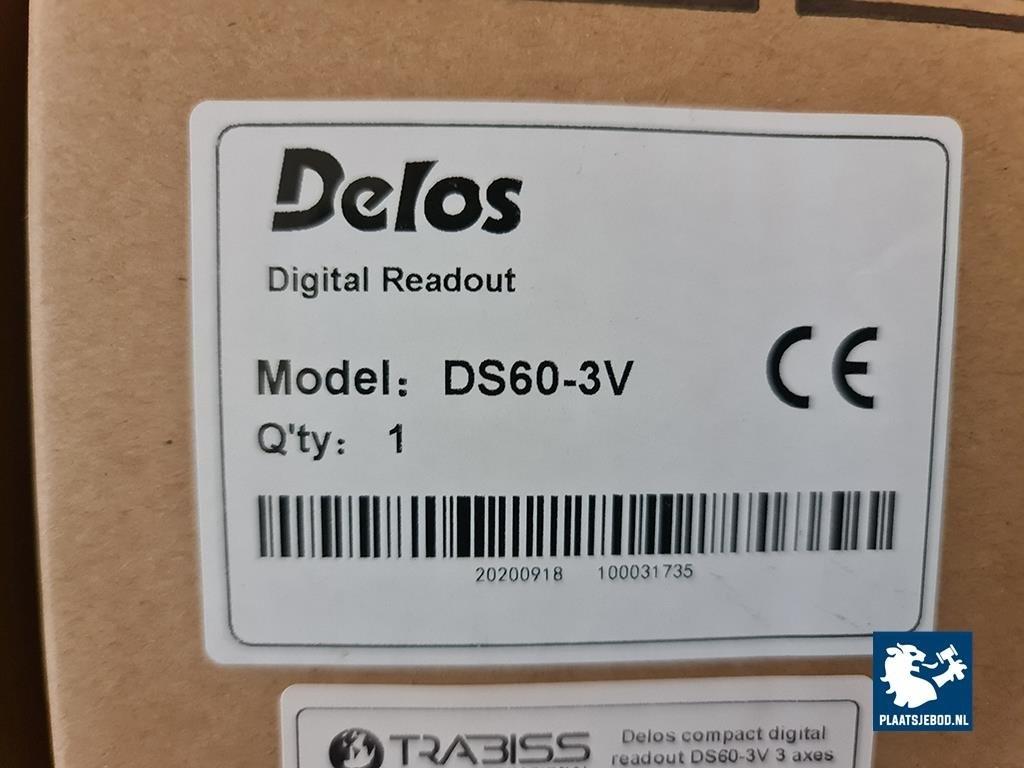 Delos
Digital Readout
Model: DS60-3V
CE
Q'ty: 1
20200918 100031735
TRABISS
Delos compact digital
readout DS60-3V 3 axes
PLAATSJEBOD.NL